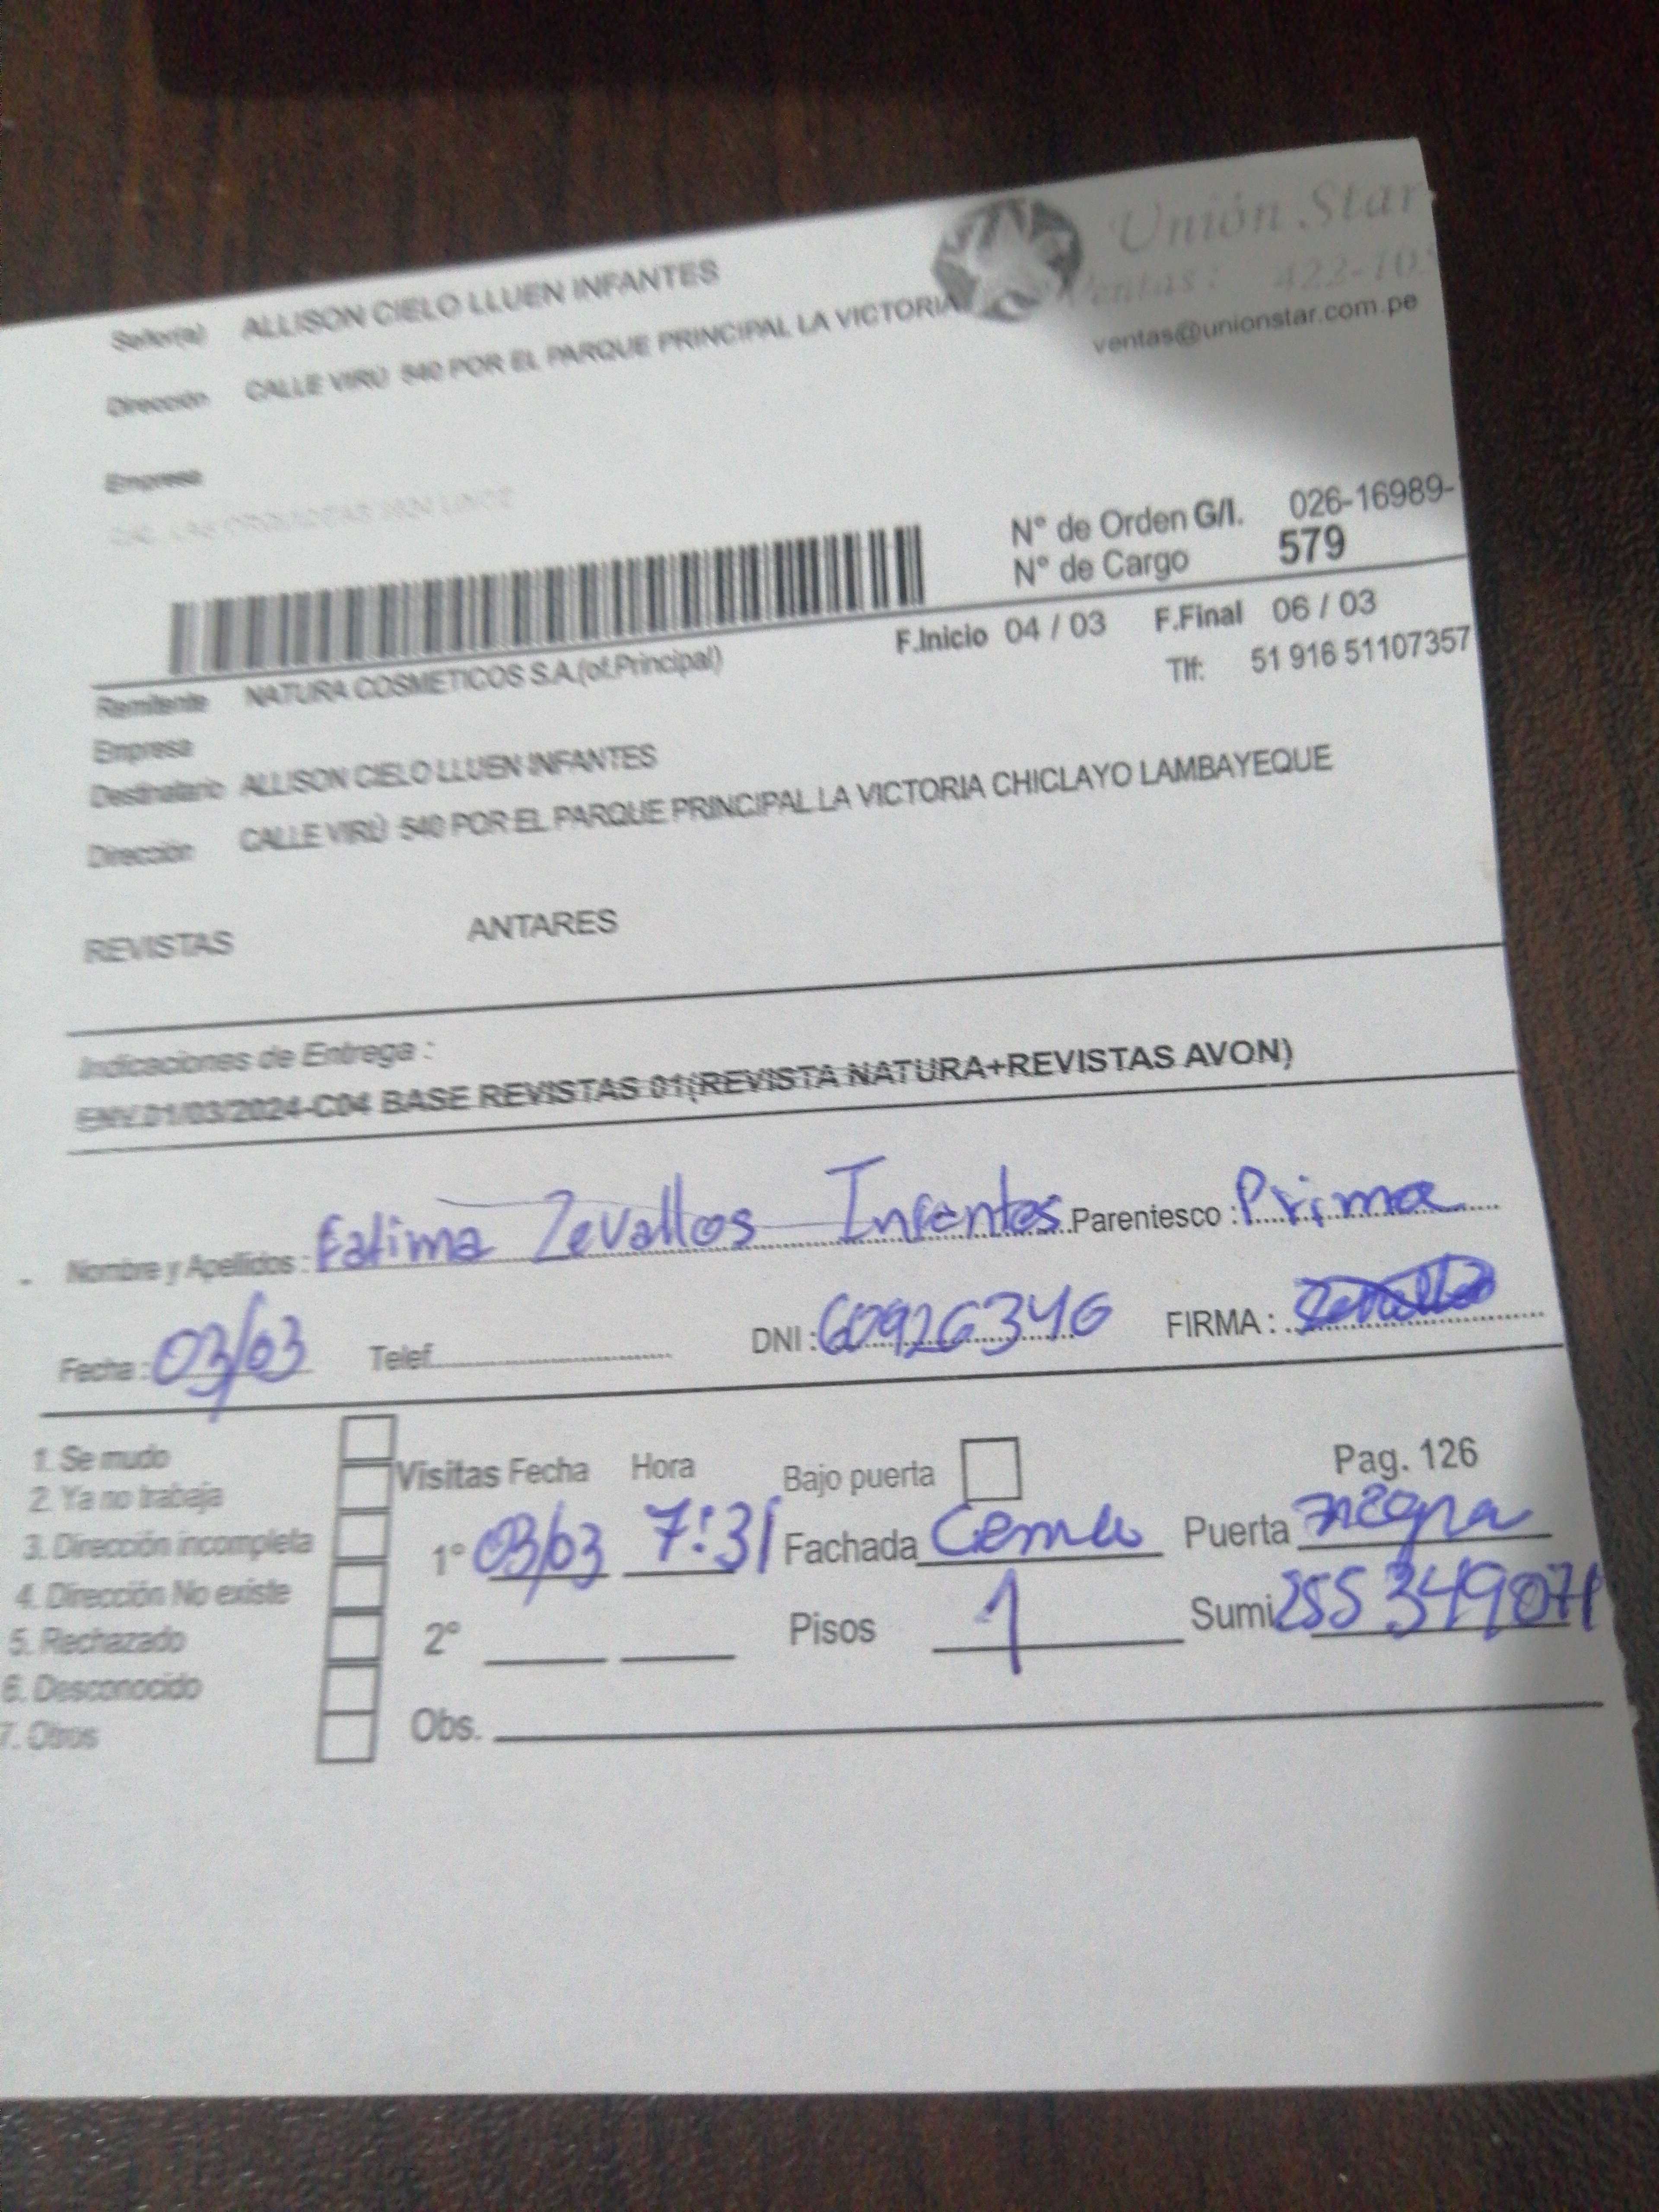 Unión Star
Ventas: 422-10
ventas@unionstar.com.pe
Señor(a) ALLISON CIELO LLUEN INFANTES
Dirección CALLE VIRÚ 540 POR EL PARQUE PRINCIPAL LA VICTORIA
Empresa
N° de Orden G/I. 026-16989-
N° de Cargo 579
F.Inicio 04 / 03 F.Final 06 / 03
Remitente NATURA COSMETICOS S.A.(of.Principal) Tlf: 51 916 51107357
Empresa
Destinatario ALLISON CIELO LLUEN INFANTES
Dirección CALLE VIRÚ 540 POR EL PARQUE PRINCIPAL LA VICTORIA CHICLAYO LAMBAYEQUE
REVISTAS ANTARES
Indicaciones de Entrega :
ENV.01/03/2024-C04 BASE REVISTAS 01(REVISTA NATURA+REVISTAS AVON)
Nombre y Apellidos : Fatima Zevallos Infantes Parentesco : Prima
Fecha : 03/03 Telef. DNI : 60926346 FIRMA : Zevallos
1. Se mudo
2. Ya no trabaja
3. Dirección incompleta
4. Dirección No existe
5. Rechazado
6. Desconocido
7. Otros
Visitas Fecha Hora Bajo puerta Pag. 126
1° 03/03 7:31 Fachada Crema Puerta negra
2° Pisos 1 Sumi 255349071
Obs.